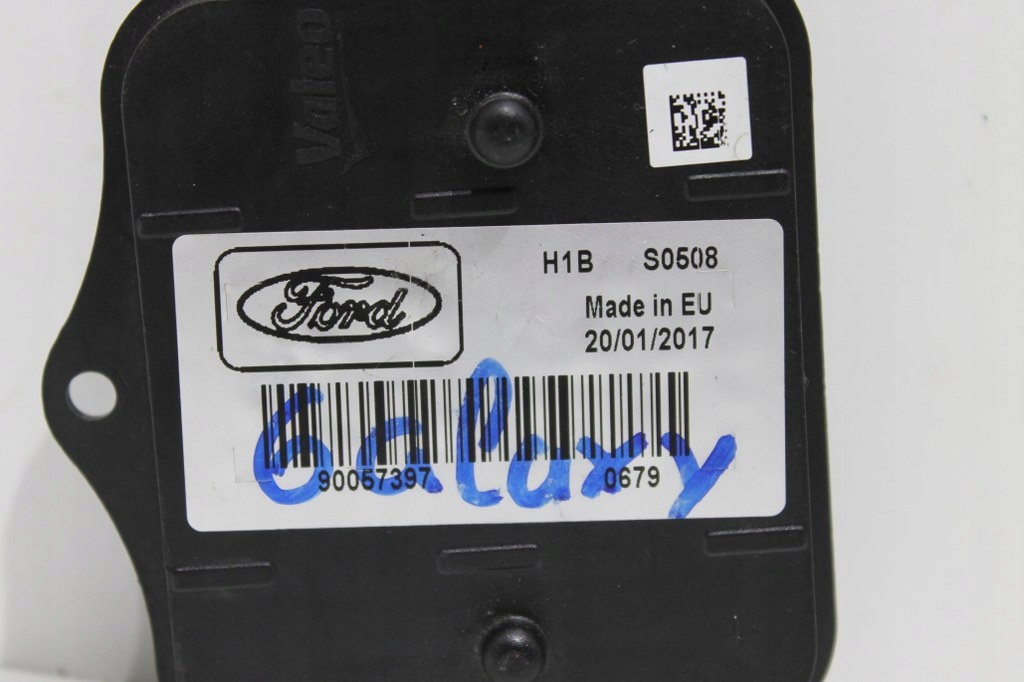 Valeo
Ford
H1B S0508
Made in EU
20/01/2017
Galaxy
90057397 0679